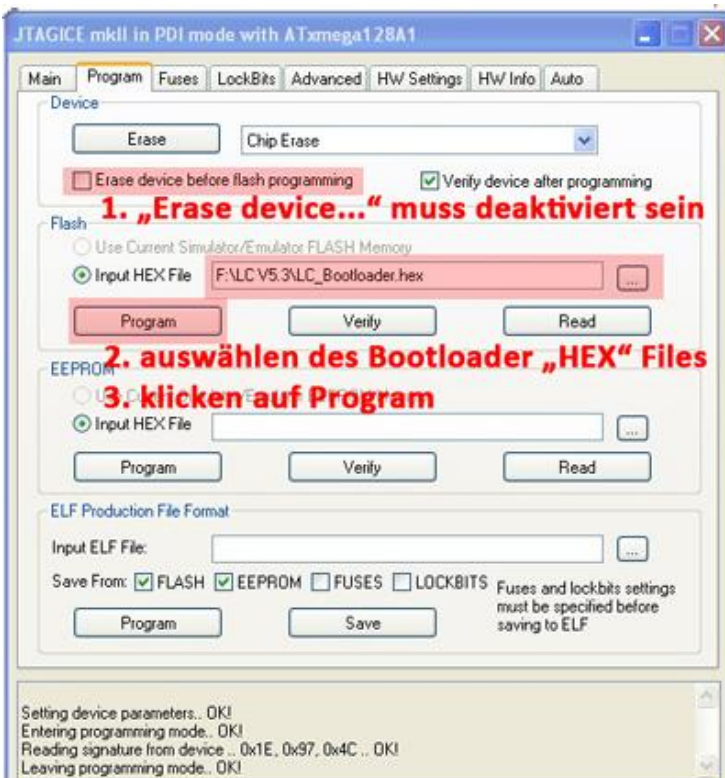 JTAGICE mkII in PDI mode with ATxmega128A1
Main Program Fuses LockBits Advanced HW Settings HW Info Auto
Device
Erase Chip Erase
Erase device before flash programming Verify device after programming
1. „Erase device...“ muss deaktiviert sein
Flash
Use Current Simulator/Emulator FLASH Memory
Input HEX File F:\LC V5.3\LC_Bootloader.hex ...
Program Verify Read
2. auswählen des Bootloader „HEX“ Files
EEPROM
3. klicken auf Program
Input HEX File ...
Program Verify Read
ELF Production File Format
Input ELF File: ...
Save From: FLASH EEPROM FUSES LOCKBITS Fuses and lockbits settings
must be specified before
saving to ELF
Program Save
Setting device parameters.. OK!
Entering programming mode.. OK!
Reading signature from device .. 0x1E, 0x97, 0x4C .. OK!
Leaving programming mode.. OK!